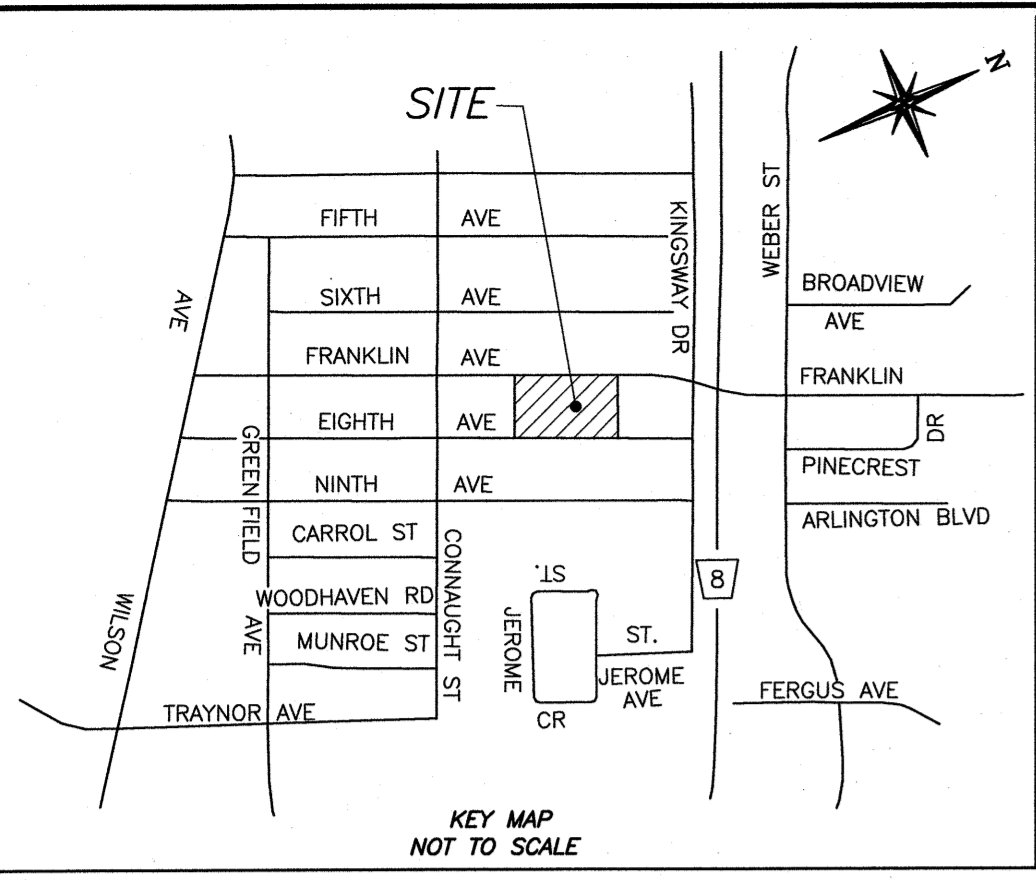 N
SITE
FIFTH AVE
SIXTH AVE
FRANKLIN AVE
EIGHTH AVE
NINTH AVE
CARROL ST
WOODHAVEN RD
MUNROE ST
TRAYNOR AVE
WILSON AVE
GREEN FIELD AVE
CONNAUGHT ST
KINGSWAY DR
WEBER ST
BROADVIEW
AVE
FRANKLIN
PINECREST DR
ARLINGTON BLVD
8
ST.
JEROME
CR
ST.
JEROME
AVE
FERGUS AVE
KEY MAP
NOT TO SCALE